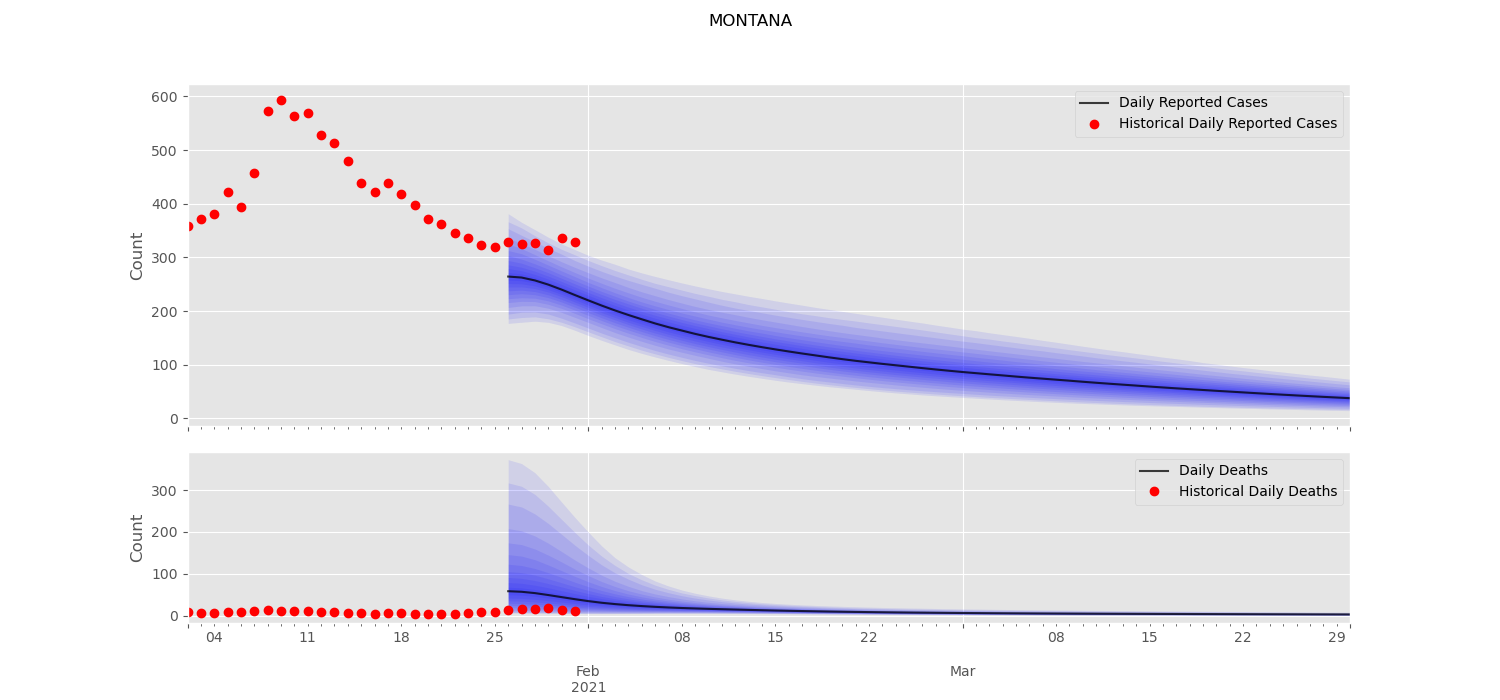 MONTANA
600
500
400
300
200
100
0
Count
Daily Reported Cases
Historical Daily Reported Cases
300
200
100
0
Count
Daily Deaths
Historical Daily Deaths
04 11 18 25 08 15 22 08 15 22 29
Feb Mar
2021